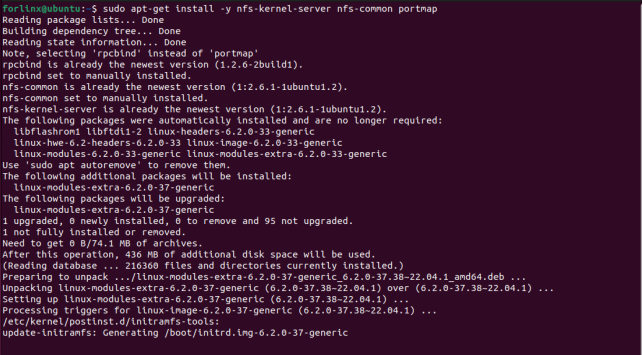 forlinx@ubuntu:~$ sudo apt-get install -y nfs-kernel-server nfs-common portmap
Reading package lists... Done
Building dependency tree... Done
Reading state information... Done
Note, selecting 'rpcbind' instead of 'portmap'
rpcbind is already the newest version (1.2.6-2build1).
rpcbind set to manually installed.
nfs-common is already the newest version (1:2.6.1-1ubuntu1.2).
nfs-common set to manually installed.
nfs-kernel-server is already the newest version (1:2.6.1-1ubuntu1.2).
The following packages were automatically installed and are no longer required:
  libflashrom1 libftdi1-2 linux-headers-6.2.0-33-generic
  linux-hwe-6.2-headers-6.2.0-33 linux-image-6.2.0-33-generic
  linux-modules-6.2.0-33-generic linux-modules-extra-6.2.0-33-generic
Use 'sudo apt autoremove' to remove them.
The following additional packages will be installed:
  linux-modules-extra-6.2.0-37-generic
The following packages will be upgraded:
  linux-modules-extra-6.2.0-37-generic
1 upgraded, 0 newly installed, 0 to remove and 95 not upgraded.
1 not fully installed or removed.
Need to get 0 B/74.1 MB of archives.
After this operation, 436 MB of additional disk space will be used.
(Reading database ... 216360 files and directories currently installed.)
Preparing to unpack .../linux-modules-extra-6.2.0-37-generic_6.2.0-37.38~22.04.1_amd64.deb ...
Unpacking linux-modules-extra-6.2.0-37-generic (6.2.0-37.38~22.04.1) over (6.2.0-37.38~22.04.1) ...
Setting up linux-modules-extra-6.2.0-37-generic (6.2.0-37.38~22.04.1) ...
Processing triggers for linux-image-6.2.0-37-generic (6.2.0-37.38~22.04.1) ...
/etc/kernel/postinst.d/initramfs-tools:
update-initramfs: Generating /boot/initrd.img-6.2.0-37-generic